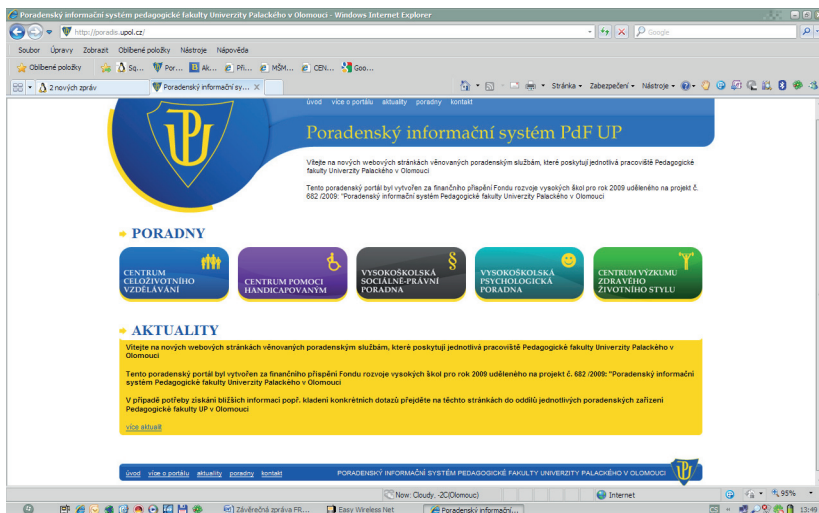 Poradenský informační systém pedagogické fakulty Univerzity Palackého v Olomouci - Windows Internet Explorer
http://poradis.upol.cz/
Google
Soubor Úpravy Zobrazit Oblíbené položky Nástroje Nápověda
Oblíbené položky Sq... Por... Ak... Př... MŠM... CEN... Goo...
2 nových zpráv Poradenský informační sy... X Stránka Zabezpečení Nástroje
úvod více o portálu aktuality poradny kontakt
Poradenský informační systém PdF UP
Vítejte na nových webových stránkách věnovaných poradenským službám, které poskytují jednotlivá pracoviště Pedagogické
fakulty Univerzity Palackého v Olomouci
Tento poradenský portál byl vytvořen za finančního přispění Fondu rozvoje vysokých škol pro rok 2009 uděleného na projekt č.
682 /2009: "Poradenský informační systém Pedagogické fakulty Univerzity Palackého v Olomouci
PORADNY
CENTRUM
CELOŽIVOTNÍHO
VZDĚLÁVÁNÍ
CENTRUM POMOCI
HANDICAPOVANÝM
§
VYSOKOŠKOLSKÁ
SOCIÁLNĚ-PRÁVNÍ
PORADNA
VYSOKOŠKOLSKÁ
PSYCHOLOGICKÁ
PORADNA
CENTRUM VÝZKUMU
ZDRAVÉHO
ŽIVOTNÍHO STYLU
AKTUALITY
Vítejte na nových webových stránkách věnovaných poradenským službám, které poskytují jednotlivá pracoviště Pedagogické fakulty Univerzity Palackého v
Olomouci
Tento poradenský portál byl vytvořen za finančního přispění Fondu rozvoje vysokých škol pro rok 2009 uděleného na projekt č. 682 /2009: "Poradenský informační
systém Pedagogické fakulty Univerzity Palackého v Olomouci
V případě potřeby získání bližších informací popř. kladení konkrétních dotazů přejděte na těchto stránkách do oddílů jednotlivých poradenských zařízení
Pedagogické fakulty UP v Olomouci
více aktualit
úvod více o portálu aktuality poradny kontakt PORADENSKÝ INFORMAČNÍ SYSTÉM PEDAGOGICKÉ FAKULTY UNIVERZITY PALACKÉHO V OLOMOUCI
Now: Cloudy, -2C(Olomouc) Internet 95%
Závěrečná zpráva FR... Easy Wireless Net Poradenský informační... CS 13:49